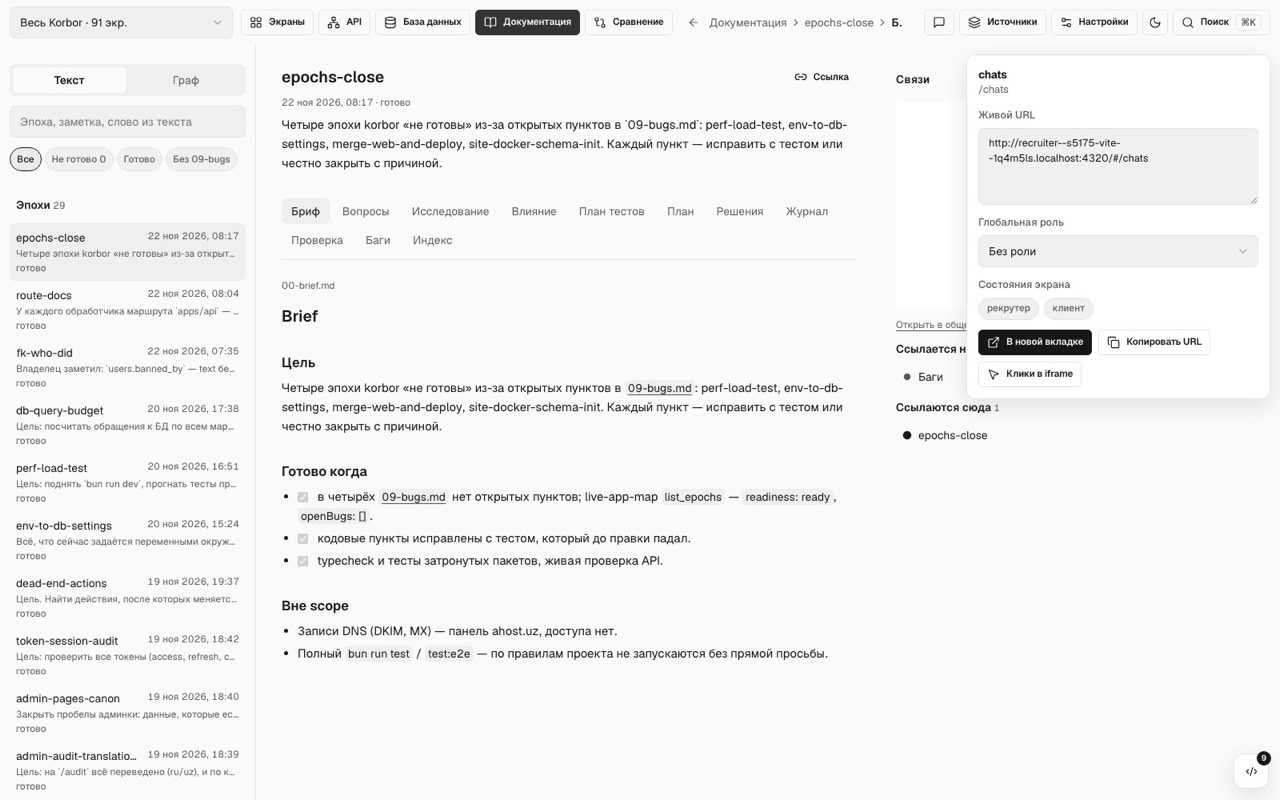 Весь Korbor · 91 экр.
Экраны
API
База данных
Документация
Сравнение
Документация
epochs-close
Б.
Источники
Настройки
Поиск
⌘K
Текст
Граф
Эпоха, заметка, слово из текста
Все
Не готово 0
Готово
Без 09-bugs
Эпохи 29
epochs-close 22 ноя 2026, 08:17
Четыре эпохи korbor «не готовы» из-за открыт…
готово
route-docs 22 ноя 2026, 08:04
У каждого обработчика маршрута `apps/api` — …
готово
fk-who-did 22 ноя 2026, 07:35
Владелец заметил: `users.banned_by` — text бе…
готово
db-query-budget 20 ноя 2026, 17:38
Цель: посчитать обращения к БД по всем мар…
готово
perf-load-test 20 ноя 2026, 16:51
Цель: поднять `bun run dev`, прогнать тесты пр…
готово
env-to-db-settings 20 ноя 2026, 15:24
Всё, что сейчас задаётся переменными окруж…
готово
dead-end-actions 19 ноя 2026, 19:37
Цель. Найти действия, после которых меняетс…
готово
token-session-audit 19 ноя 2026, 18:42
Цель: проверить все токены (access, refresh, с…
готово
admin-pages-canon 19 ноя 2026, 18:40
Закрыть пробелы админки: данные, которые ес…
готово
admin-audit-translatio… 19 ноя 2026, 18:39
Цель: на `/audit` всё переведено (ru/uz), и по к…
готово
epochs-close
Ссылка
22 ноя 2026, 08:17 · готово
Четыре эпохи korbor «не готовы» из-за открытых пунктов в `09-bugs.md`: perf-load-test, env-to-db-
settings, merge-web-and-deploy, site-docker-schema-init. Каждый пункт — исправить с тестом или
честно закрыть с причиной.
Бриф
Вопросы
Исследование
Влияние
План тестов
План
Решения
Журнал
Проверка
Баги
Индекс
00-brief.md
Brief
Цель
Четыре эпохи korbor «не готовы» из-за открытых пунктов в 09-bugs.md : perf-load-test, env-to-db-
settings, merge-web-and-deploy, site-docker-schema-init. Каждый пункт — исправить с тестом или
честно закрыть с причиной.
Готово когда
в четырёх 09-bugs.md нет открытых пунктов; live-app-map list_epochs — readiness: ready ,
openBugs: [] .
кодовые пункты исправлены с тестом, который до правки падал.
typecheck и тесты затронутых пакетов, живая проверка API.
Вне scope
Записи DNS (DKIM, MX) — панель ahost.uz, доступа нет.
Полный bun run test / test:e2e — по правилам проекта не запускаются без прямой просьбы.
Связи
Открыть в обще
Ссылается н
Баги
Ссылаются сюда 1
epochs-close
chats
/chats
Живой URL
http://recruiter--s5175-vite-
-1q4m5ls.localhost:4320/#/chats
Глобальная роль
Без роли
Состояния экрана
рекрутер
клиент
В новой вкладке
Копировать URL
Клики в iframe
9